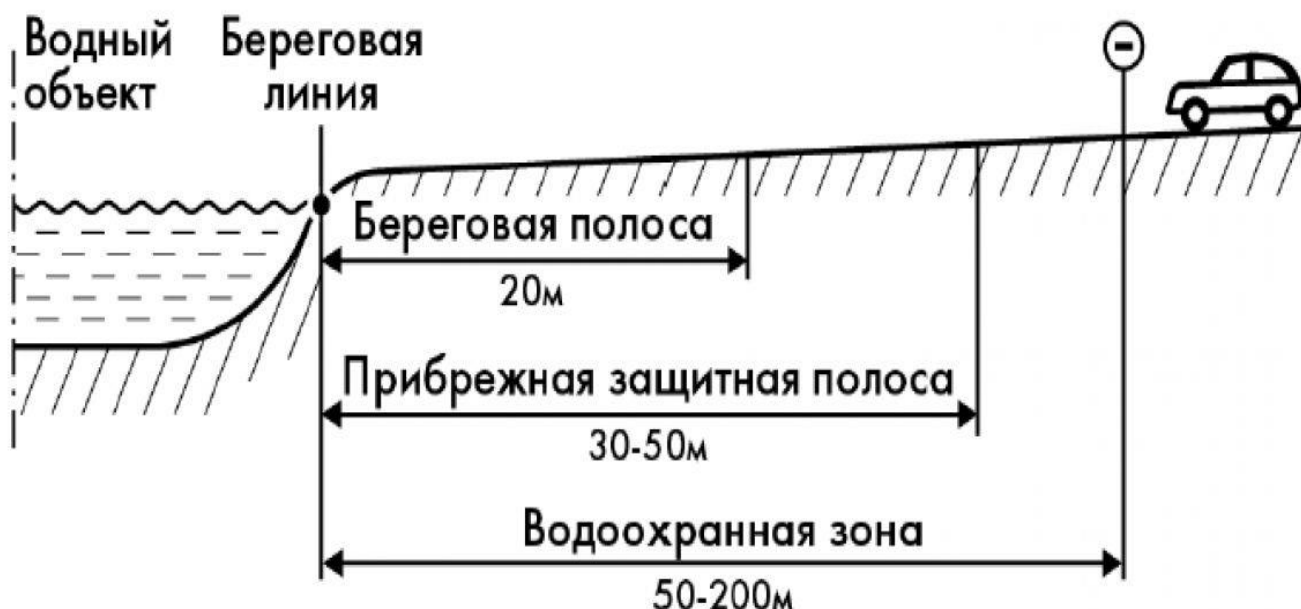 Водный
объект
Береговая
линия
Береговая полоса
20м
Прибрежная защитная полоса
30-50м
Водоохранная зона
50-200м